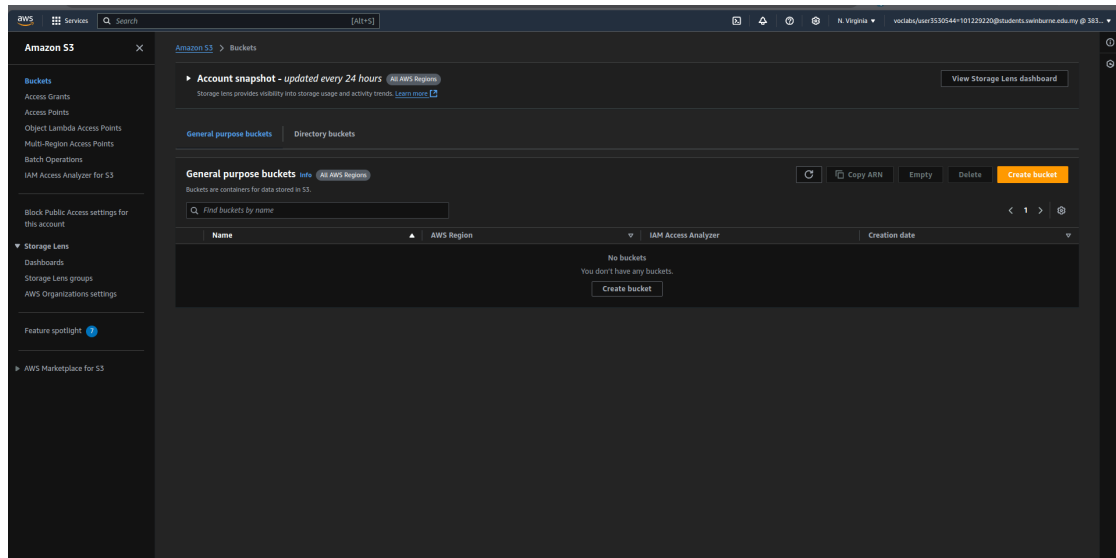 aws Services Search [Alt+S] N. Virginia voclabs/user3530544=101229220@students.swinburne.edu.my @ 383...
Amazon S3
Buckets
Access Grants
Access Points
Object Lambda Access Points
Multi-Region Access Points
Batch Operations
IAM Access Analyzer for S3
Block Public Access settings for
this account
Storage Lens
Dashboards
Storage Lens groups
AWS Organizations settings
Feature spotlight 7
AWS Marketplace for S3
Amazon S3 > Buckets
Account snapshot - updated every 24 hours All AWS Regions
Storage lens provides visibility into storage usage and activity trends. Learn more
View Storage Lens dashboard
General purpose buckets Directory buckets
General purpose buckets Info All AWS Regions
Buckets are containers for data stored in S3.
Copy ARN Empty Delete Create bucket
Find buckets by name
< 1 >
Name AWS Region IAM Access Analyzer Creation date
No buckets
You don't have any buckets.
Create bucket